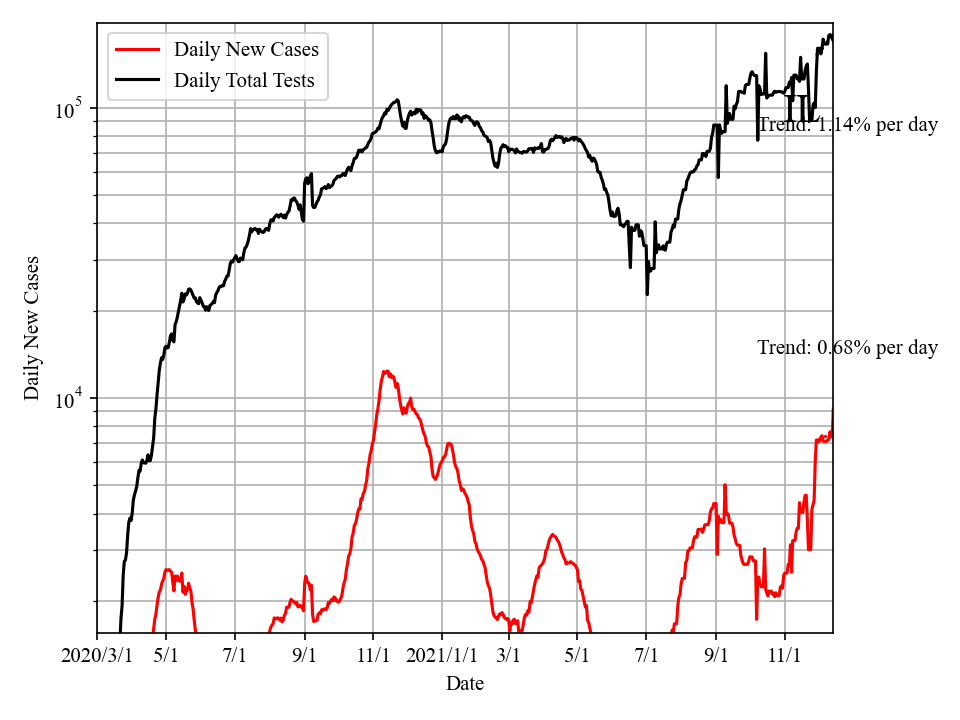 Daily New Cases
Daily Total Tests
10^5
Trend: 1.14% per day
Trend: 0.68% per day
10^4
Daily New Cases
2020/3/1 5/1 7/1 9/1 11/1 2021/1/1 3/1 5/1 7/1 9/1 11/1
Date